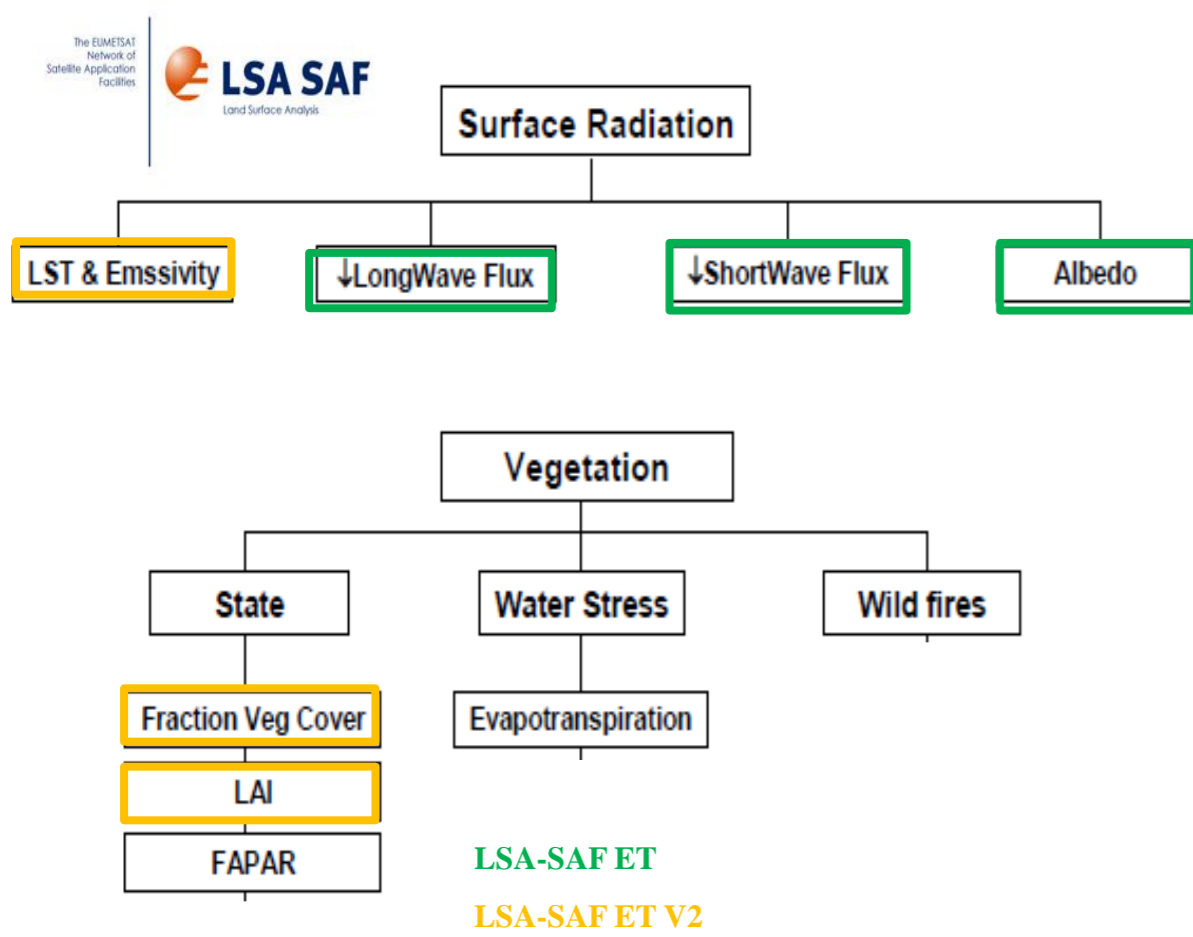 The EUMETSAT
Network of
Satellite Application
Facilities
LSA SAF
Land Surface Analysis
Surface Radiation
LST & Emssivity
↓LongWave Flux
↓ShortWave Flux
Albedo
Vegetation
State
Water Stress
Wild fires
Fraction Veg Cover
Evapotranspiration
LAI
FAPAR
LSA-SAF ET
LSA-SAF ET V2